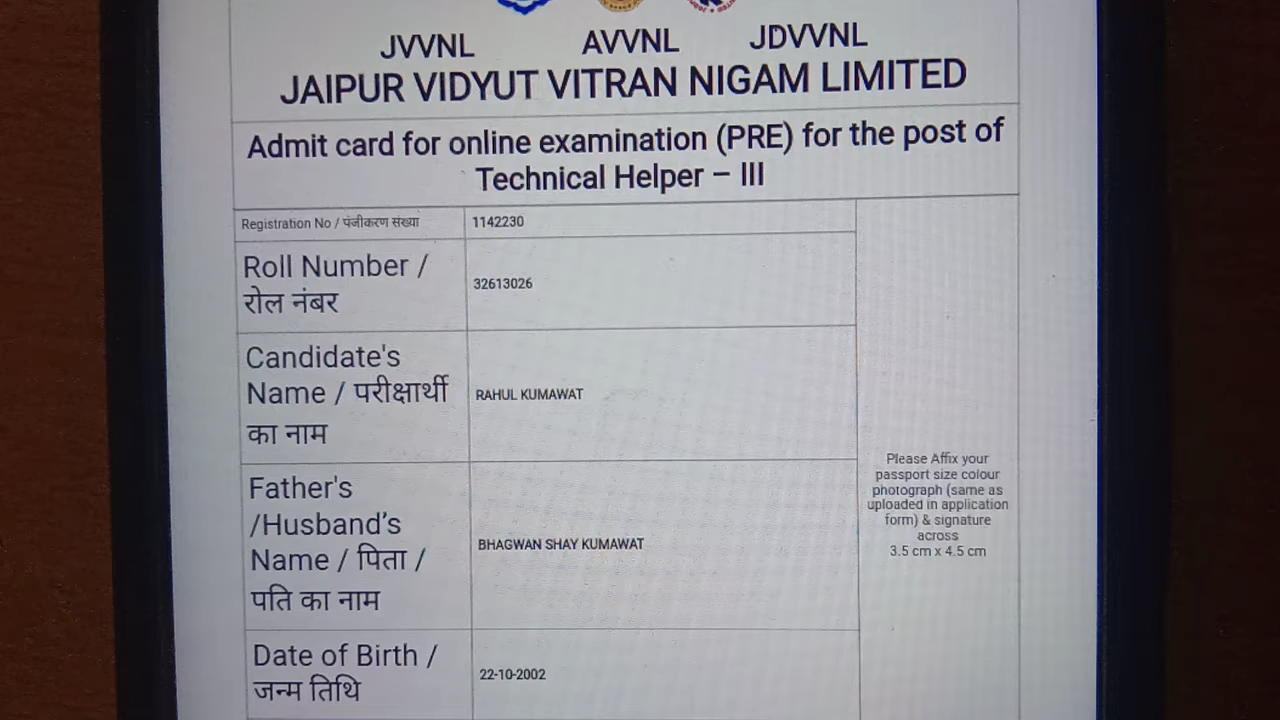 JVVNL AVVNL JDVVNL
JAIPUR VIDYUT VITRAN NIGAM LIMITED
Admit card for online examination (PRE) for the post of
Technical Helper – III
Registration No / पंजीकरण संख्या 1142230
Roll Number /
रोल नंबर
32613026
Candidate's
Name / परीक्षार्थी
का नाम
RAHUL KUMAWAT
Father's
/Husband's
Name / पिता /
पति का नाम
BHAGWAN SHAY KUMAWAT
Date of Birth /
जन्म तिथि
22-10-2002
Please Affix your
passport size colour
photograph (same as
uploaded in application
form) & signature
across
3.5 cm x 4.5 cm